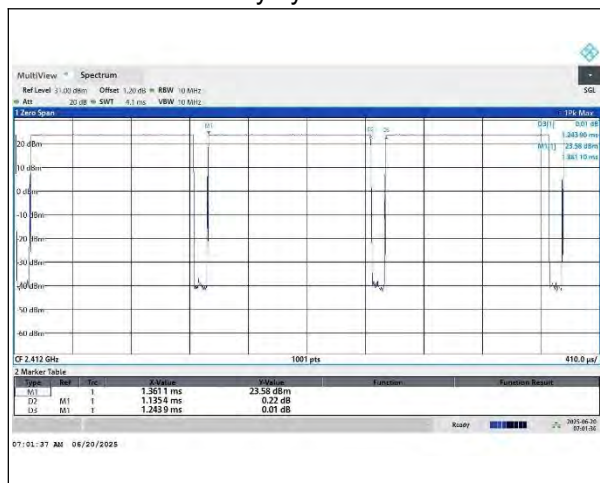 MultiView Spectrum
Ref Level 31.00 dBm Offset 1.20 dB RBW 10 MHz
SGL
Att 20 dB SWT 4.1 ms VBW 10 MHz
1 Zero Span 1Pk Max
D3[1] 0.01 dB
1.243 90 ms
M1[1] 23.58 dBm
1.361 10 ms
M1
20 dBm
10 dBm
0 dBm
-10 dBm
-20 dBm
-30 dBm
-40 dBm
-50 dBm
-60 dBm
CF 2.412 GHz 1001 pts 410.0 µs/
2 Marker Table
Type Ref Trc X-Value Y-Value Function Function Result
M1 1 1.361 1 ms 23.58 dBm
D2 M1 1 1.135 4 ms 0.22 dB
D3 M1 1 1.243 9 ms 0.01 dB
Ready 2025-06-20
07:01:36
07:01:37 AM 06/20/2025